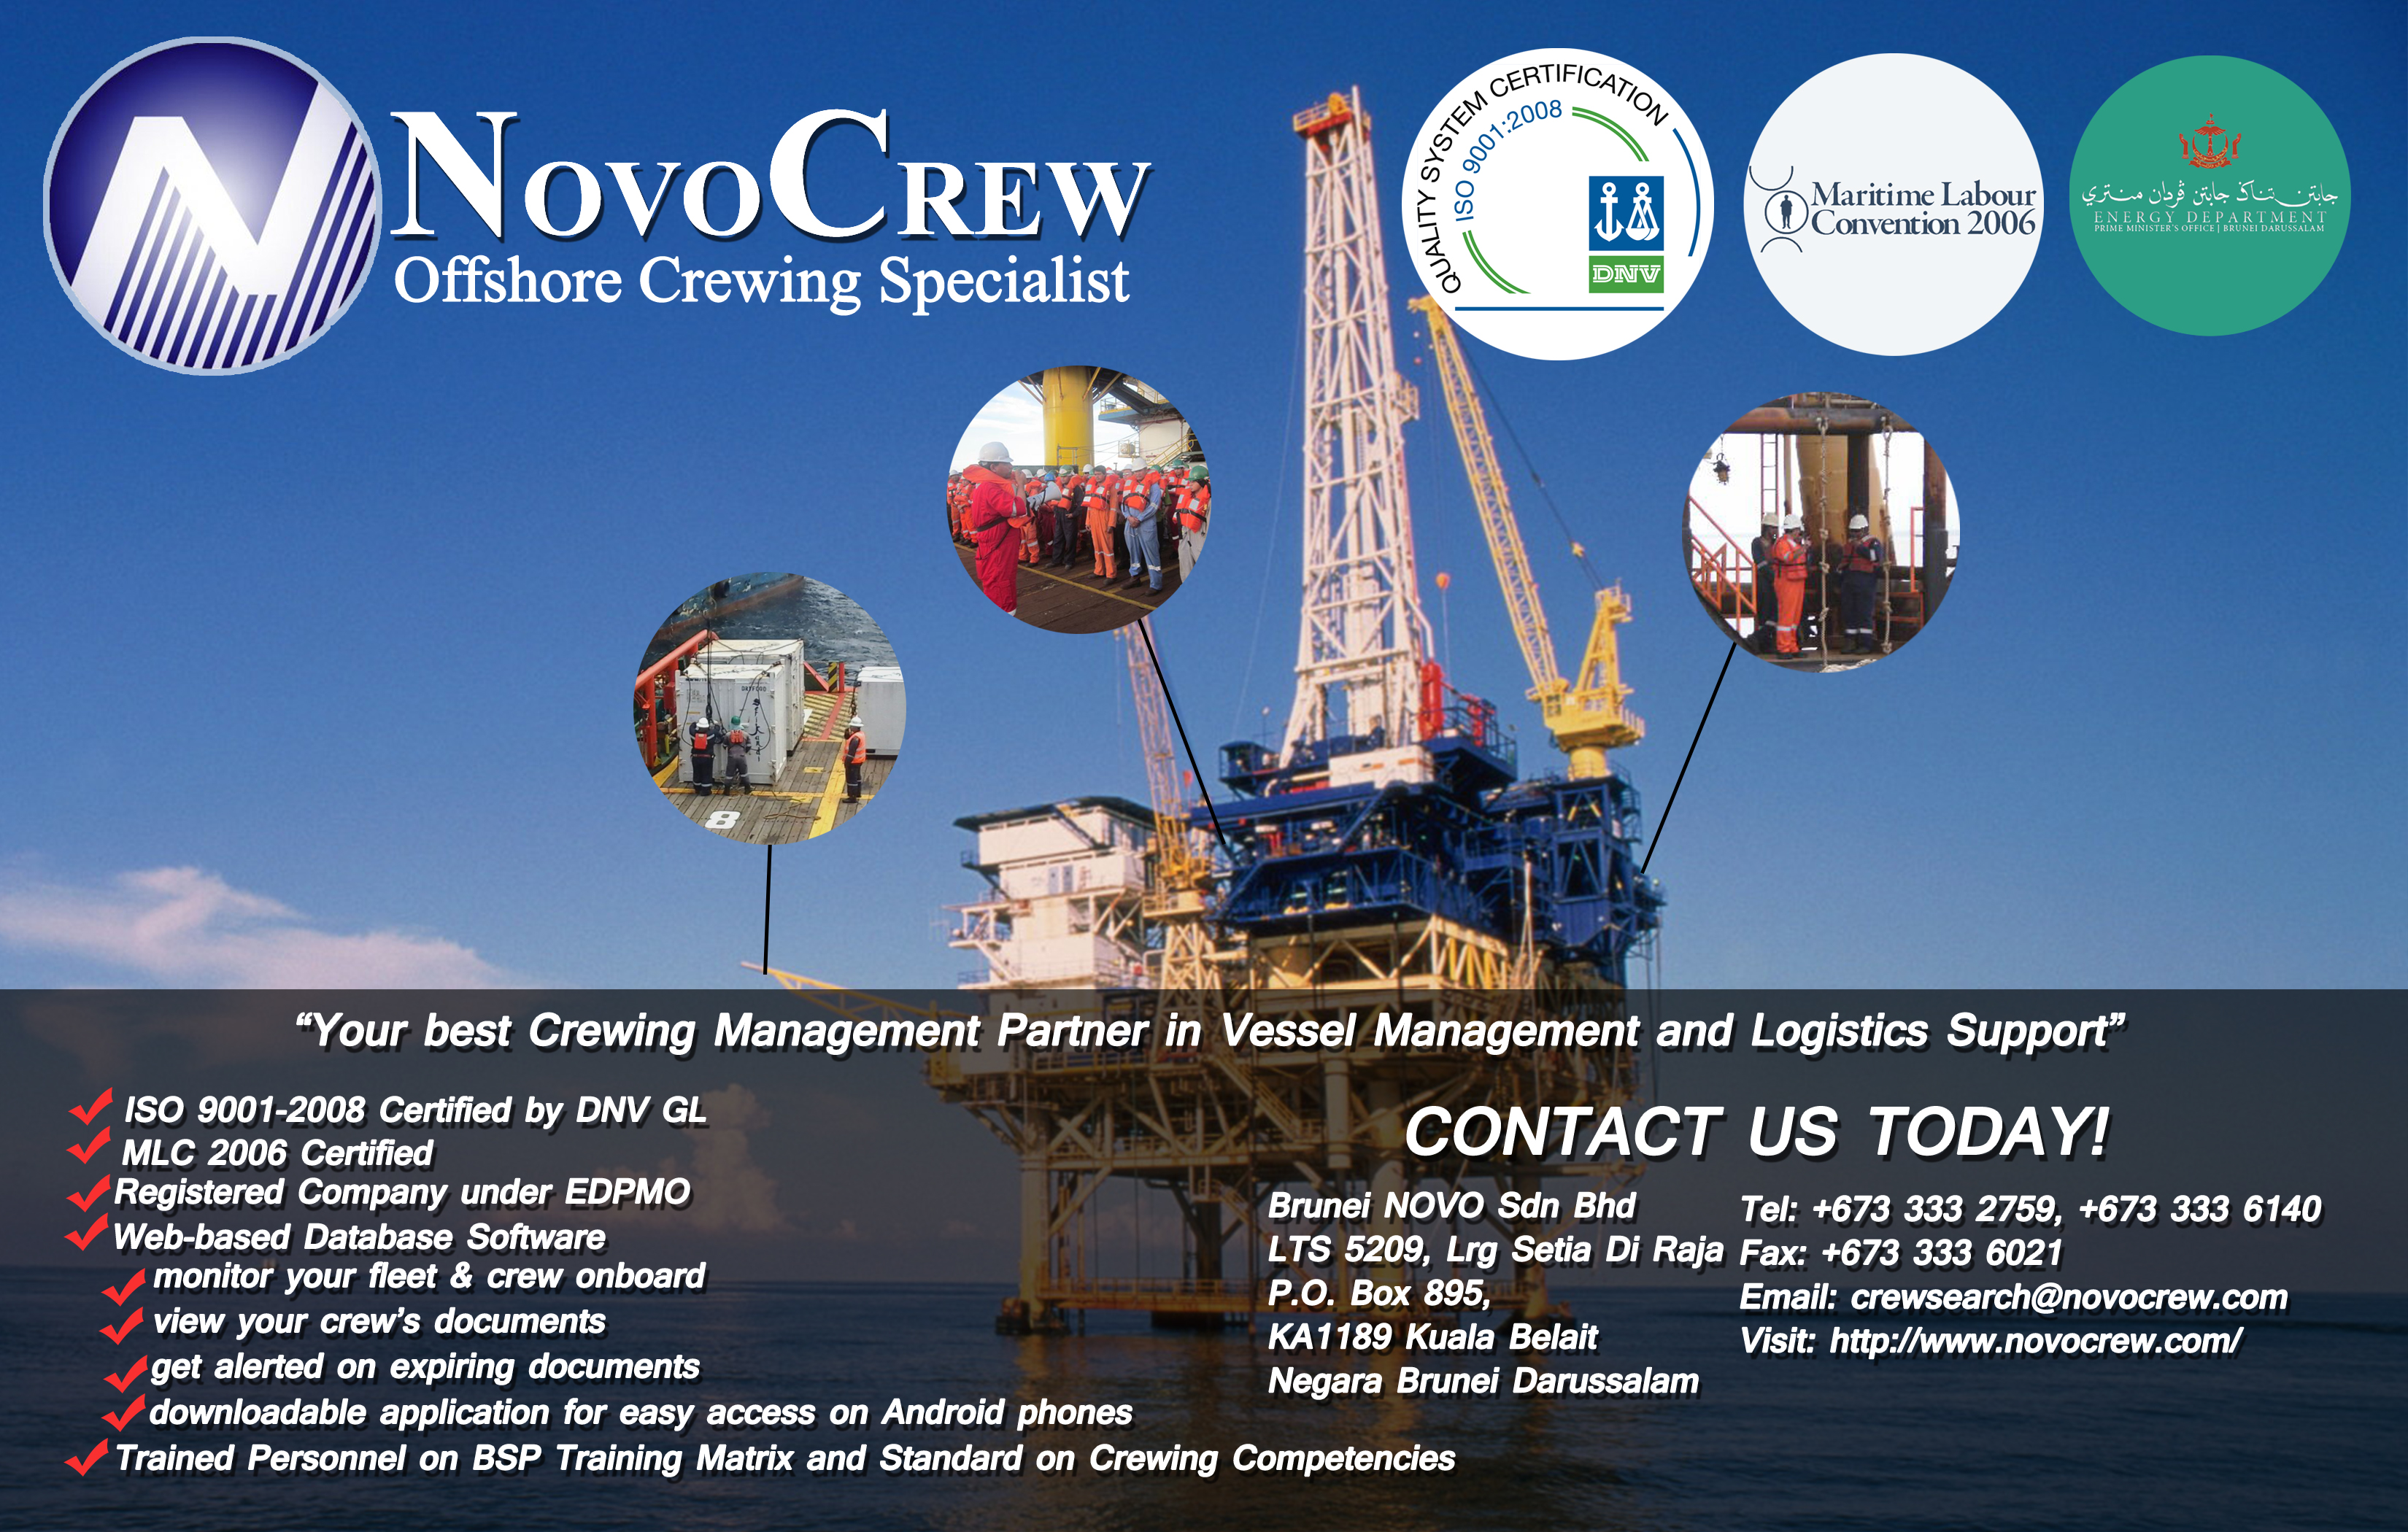 NOVOCREW
Offshore Crewing Specialist
QUALITY SYSTEM CERTIFICATION
ISO 9001:2008
DNV
Maritime Labour
Convention 2006
جابتن تناݢ جابتن ڤردان منتري
ENERGY DEPARTMENT
PRIME MINISTER'S OFFICE | BRUNEI DARUSSALAM
8
“Your best Crewing Management Partner in Vessel Management and Logistics Support”
ISO 9001-2008 Certified by DNV GL
MLC 2006 Certified
Registered Company under EDPMO
Web-based Database Software
monitor your fleet & crew onboard
view your crew's documents
get alerted on expiring documents
downloadable application for easy access on Android phones
Trained Personnel on BSP Training Matrix and Standard on Crewing Competencies
CONTACT US TODAY!
Brunei NOVO Sdn Bhd
LTS 5209, Lrg Setia Di Raja
P.O. Box 895,
KA1189 Kuala Belait
Negara Brunei Darussalam
Tel: +673 333 2759, +673 333 6140
Fax: +673 333 6021
Email: crewsearch@novocrew.com
Visit: http://www.novocrew.com/